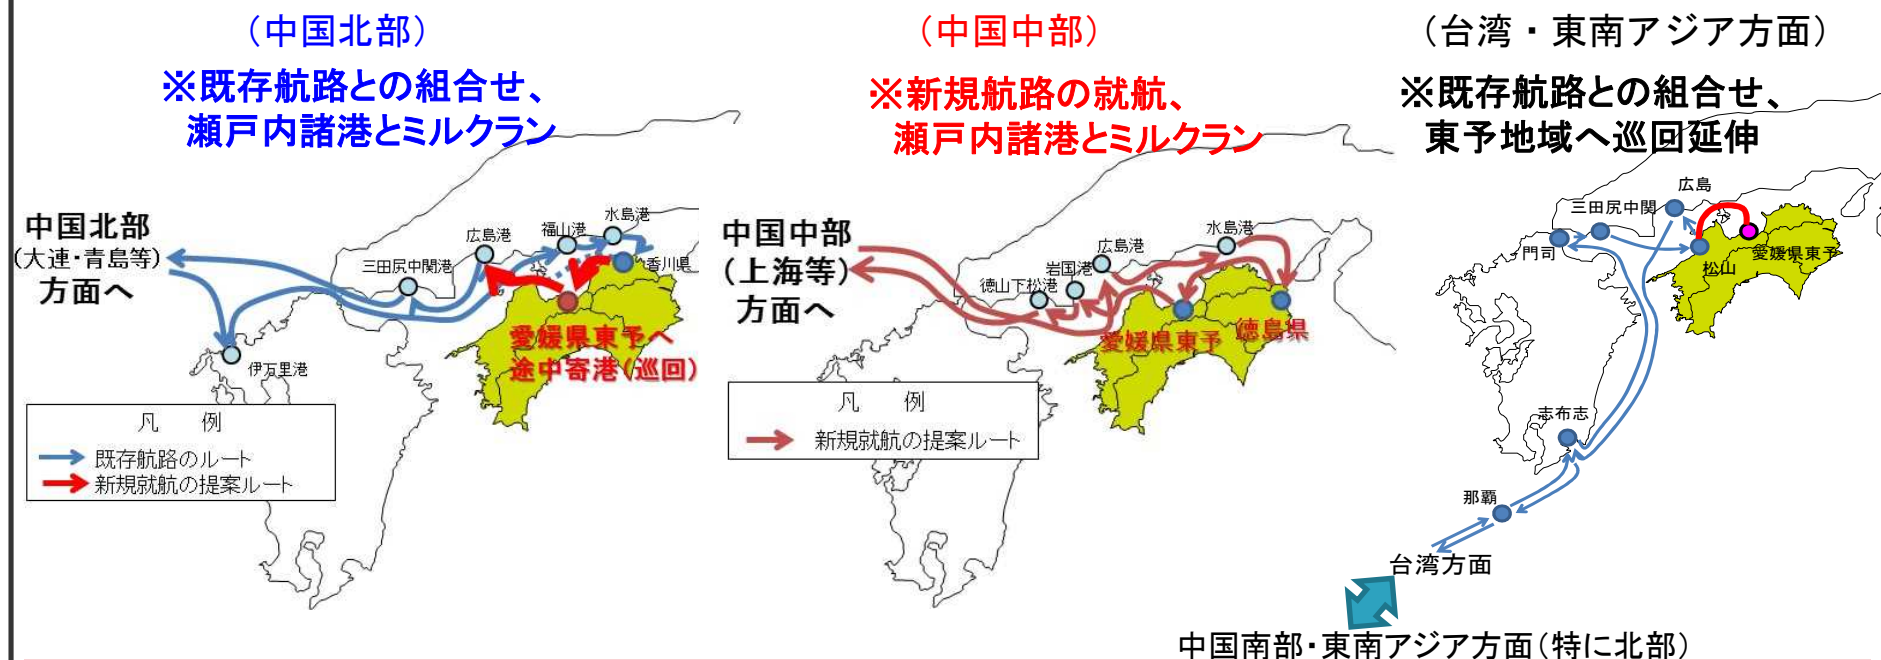 （中国北部）
※既存航路との組合せ、
瀬戸内諸港とミルクラン
中国北部
(大連・青島等)
方面へ
三田尻中関港
広島港
福山港
水島港
香川県
伊万里港
愛媛県東予へ
途中寄港(巡回)
凡　例
既存航路のルート
新規就航の提案ルート
（中国中部）
※新規航路の就航、
瀬戸内諸港とミルクラン
中国中部
（上海等）
方面へ
徳山下松港
岩国港
広島港
水島港
愛媛県東予
徳島県
凡　例
新規就航の提案ルート
（台湾・東南アジア方面）
※既存航路との組合せ、
東予地域へ巡回延伸
広島
三田尻中関
門司
松山
愛媛県東予
志布志
那覇
台湾方面
中国南部・東南アジア方面（特に北部）